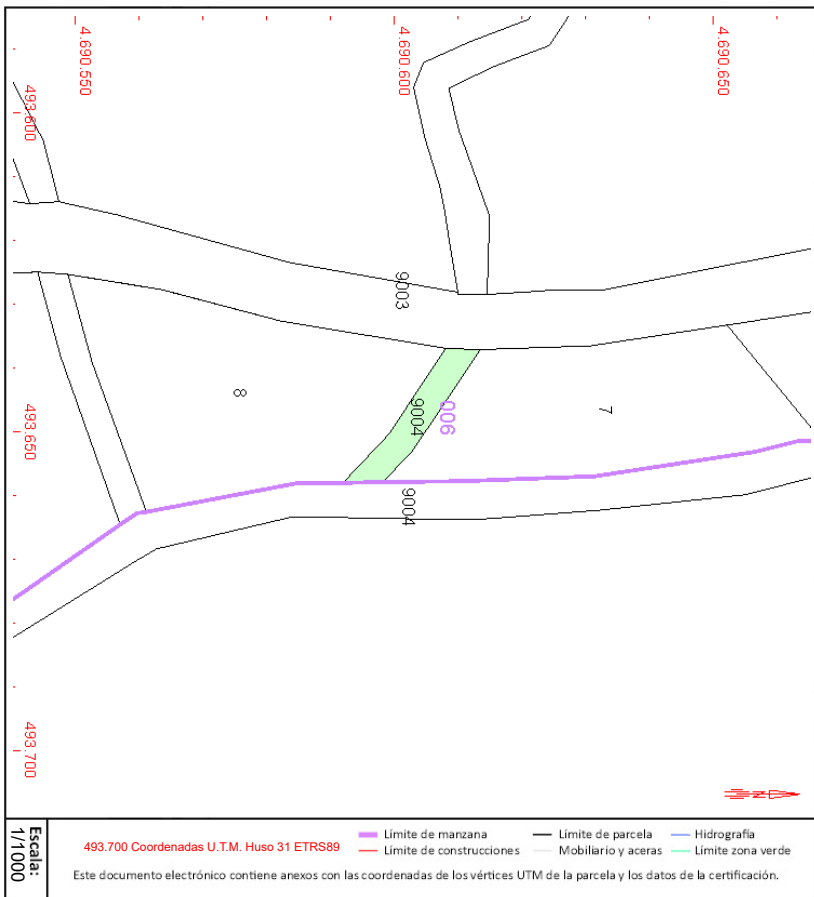 4.690.550
4.690.600
4.690.650
493.600
9003
8
9004
006
7
493.650
9004
493.700
N
Escala:
1/1000
493.700 Coordenadas U.T.M. Huso 31 ETRS89
Límite de manzana
Límite de parcela
Hidrografía
Límite de construcciones
Mobiliario y aceras
Límite zona verde
Este documento electrónico contiene anexos con las coordenadas de los vértices UTM de la parcela y los datos de la certificación.